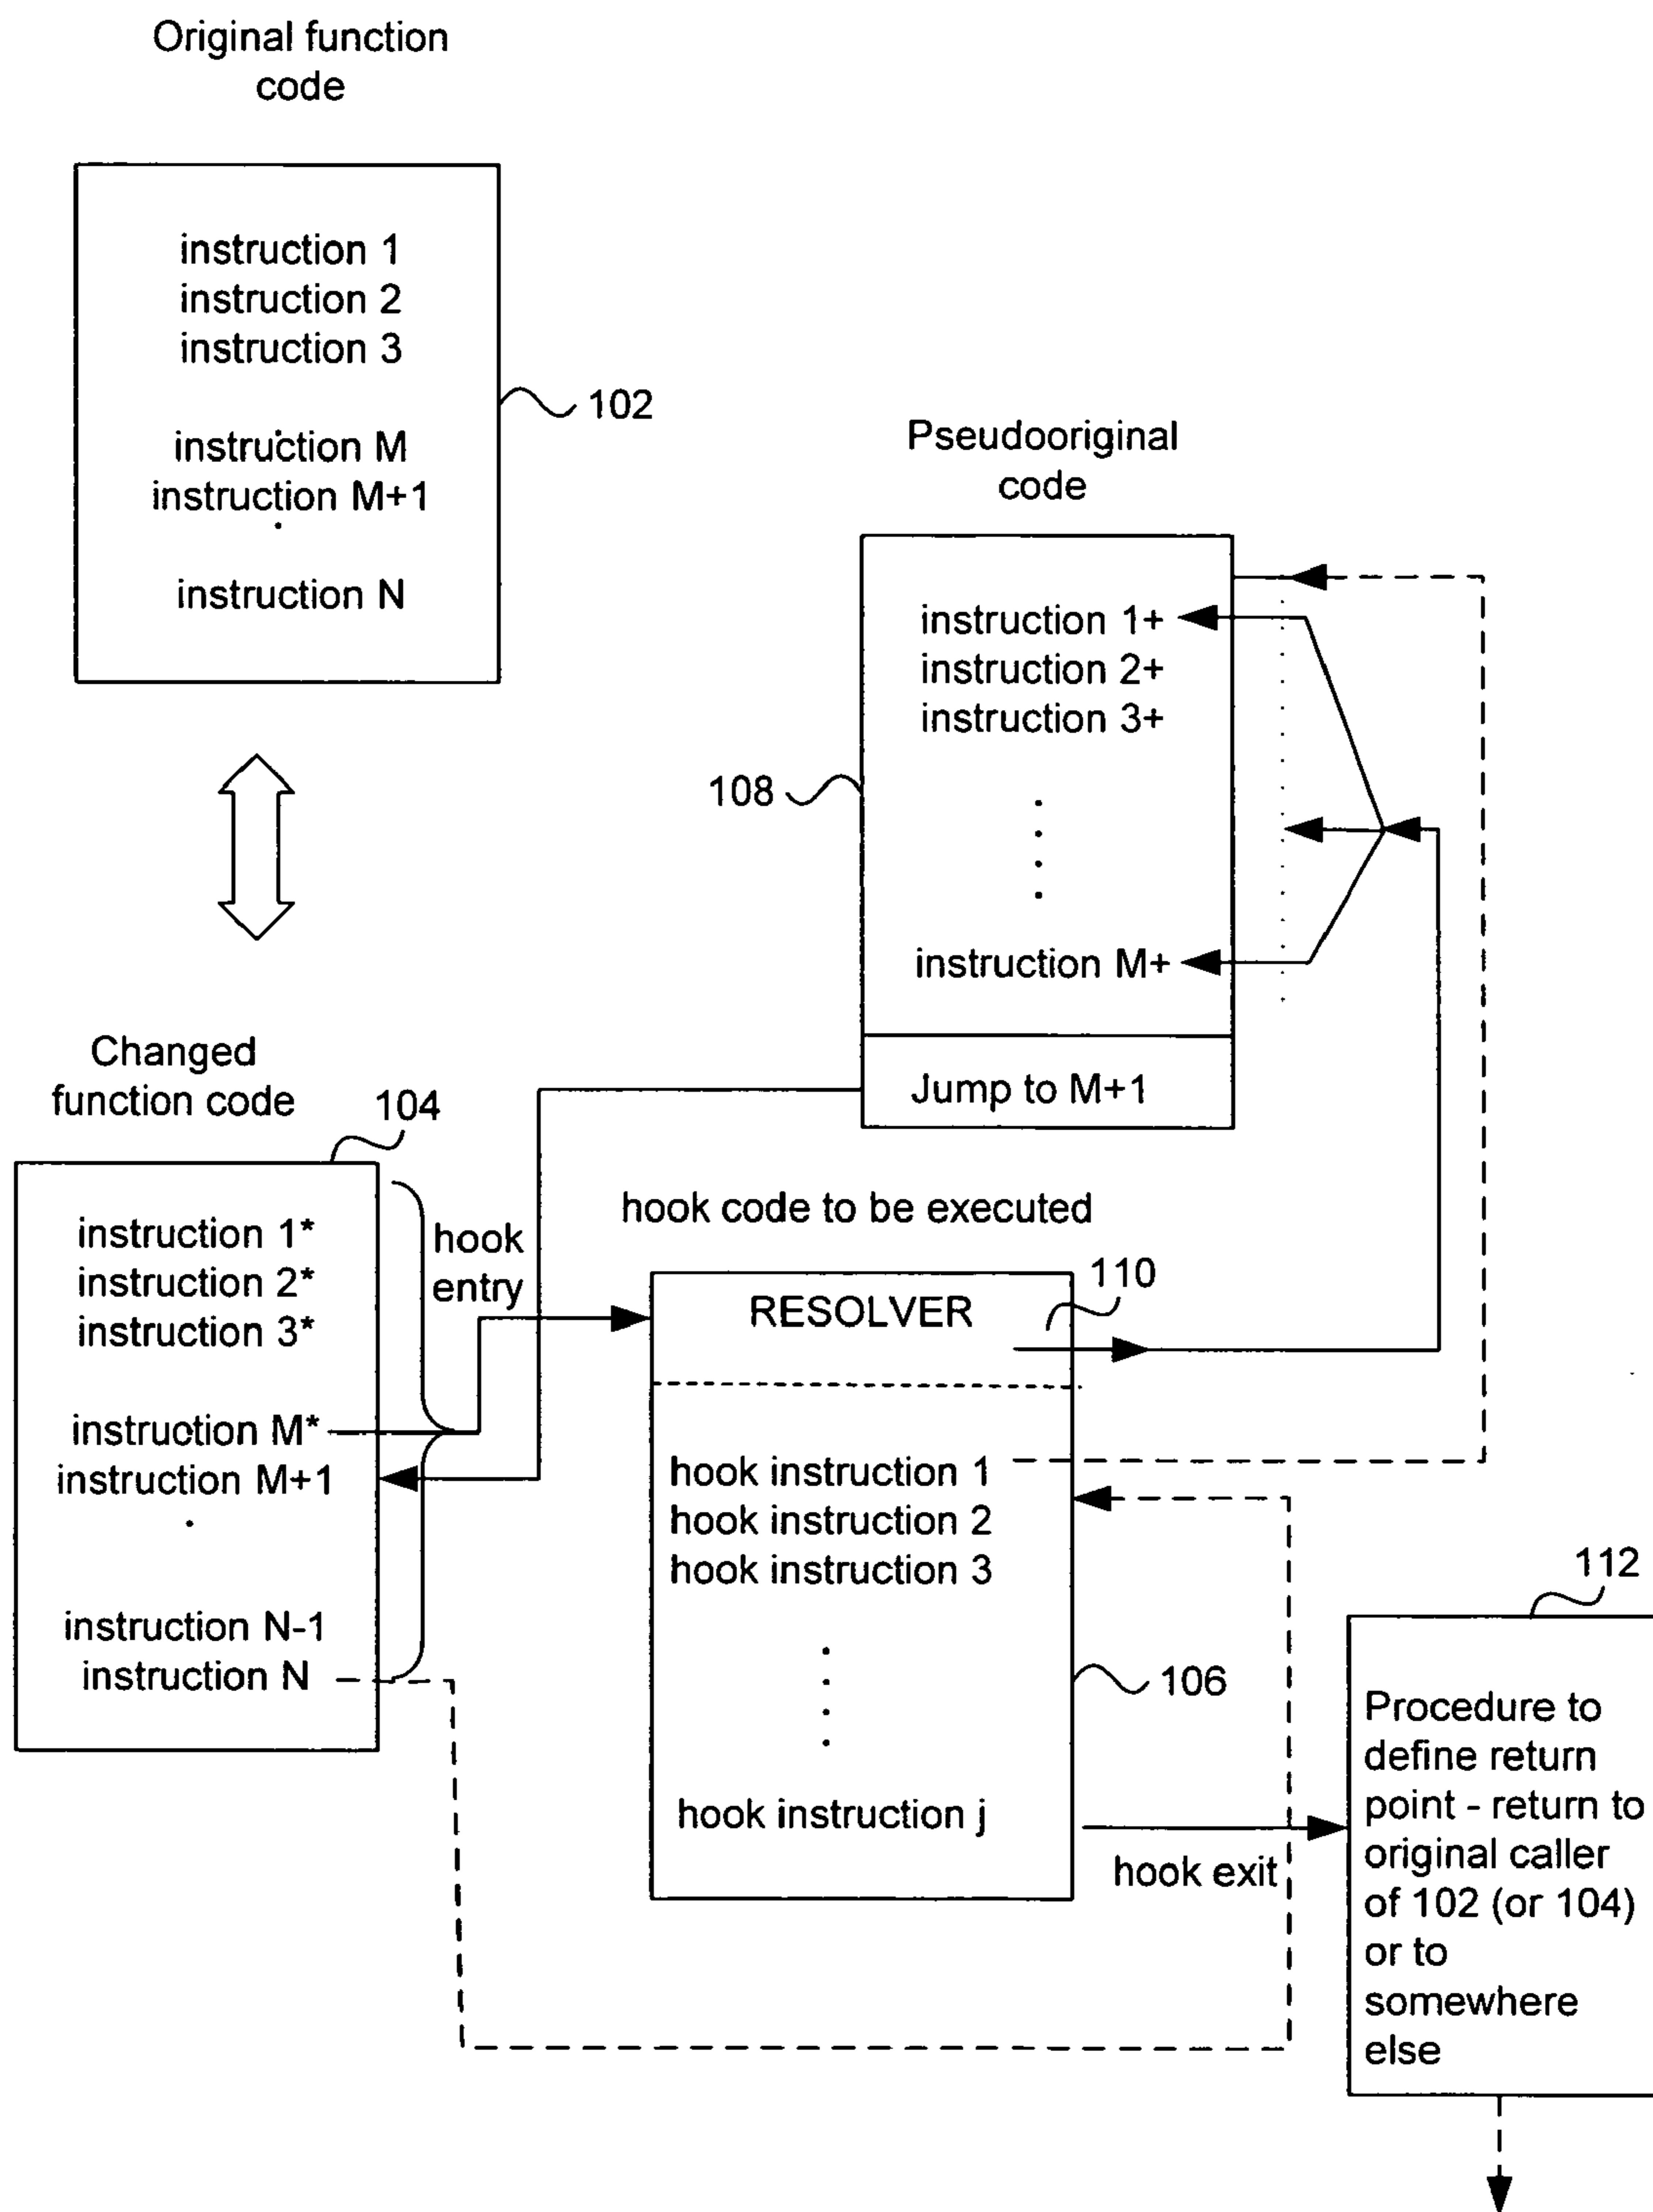 Original function
code
instruction 1
instruction 2
instruction 3
instruction M
instruction M+1
instruction N
102
Pseudooriginal
code
instruction 1+
instruction 2+
instruction 3+
108
instruction M+
Jump to M+1
Changed
function code
104
instruction 1*
instruction 2*
instruction 3*
instruction M*
instruction M+1
instruction N-1
instruction N
hook
entry
hook code to be executed
110
RESOLVER
hook instruction 1
hook instruction 2
hook instruction 3
106
hook instruction j
hook exit
112
Procedure to
define return
point - return to
original caller
of 102 (or 104)
or to
somewhere
else